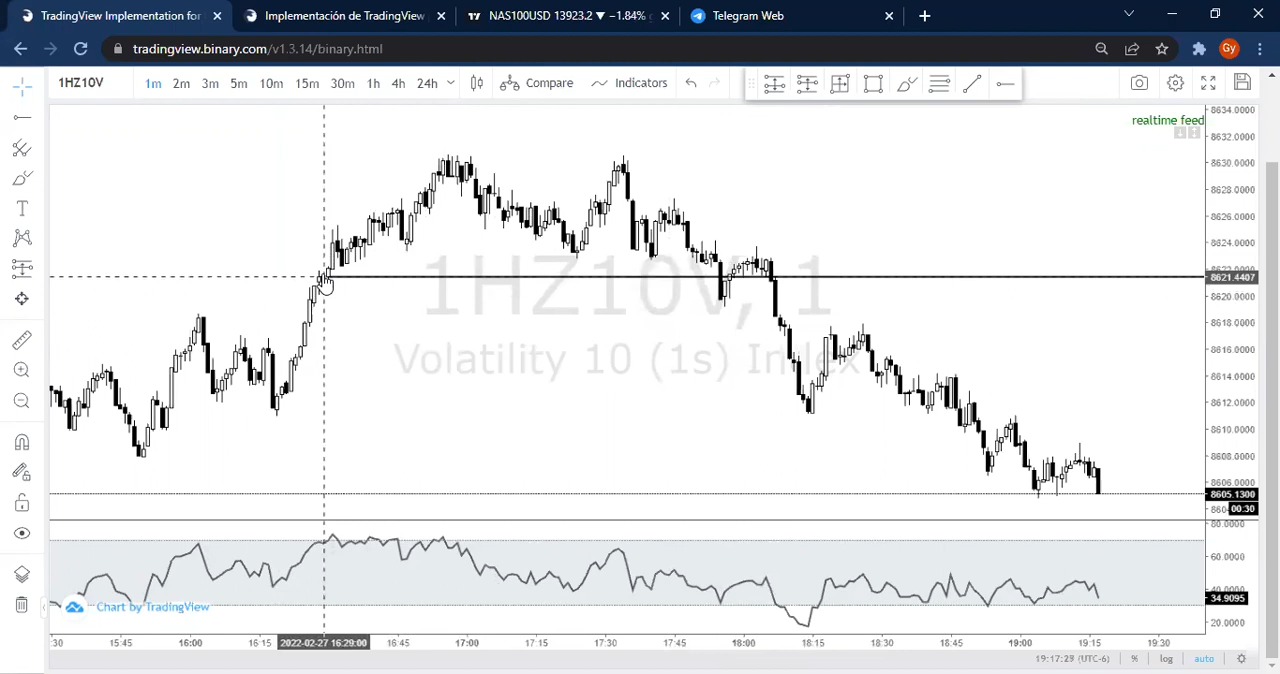 TradingView Implementation for
Implementación de TradingView
NAS100USD 13923.2 ▼ −1.84%
Telegram Web
tradingview.binary.com/v1.3.14/binary.html
Gy
1HZ10V
1m 2m 3m 5m 10m 15m 30m 1h 4h 24h
Compare
Indicators
realtime feed
8634.0000
8632.0000
8630.0000
8628.0000
8626.0000
8624.0000
8621.4407
8620.0000
8618.0000
8616.0000
8614.0000
8612.0000
8610.0000
8608.0000
8606.0000
8605.1300
00:30
1HZ10V, 1
Volatility 10 (1s) Index
80.0000
60.0000
34.9095
20.0000
Chart by TradingView
:30 15:45 16:00 16:15 2022-02-27 16:29:00 16:45 17:00 17:15 17:30 17:45 18:00 18:15 18:30 18:45 19:00 19:15 19:30
% log auto